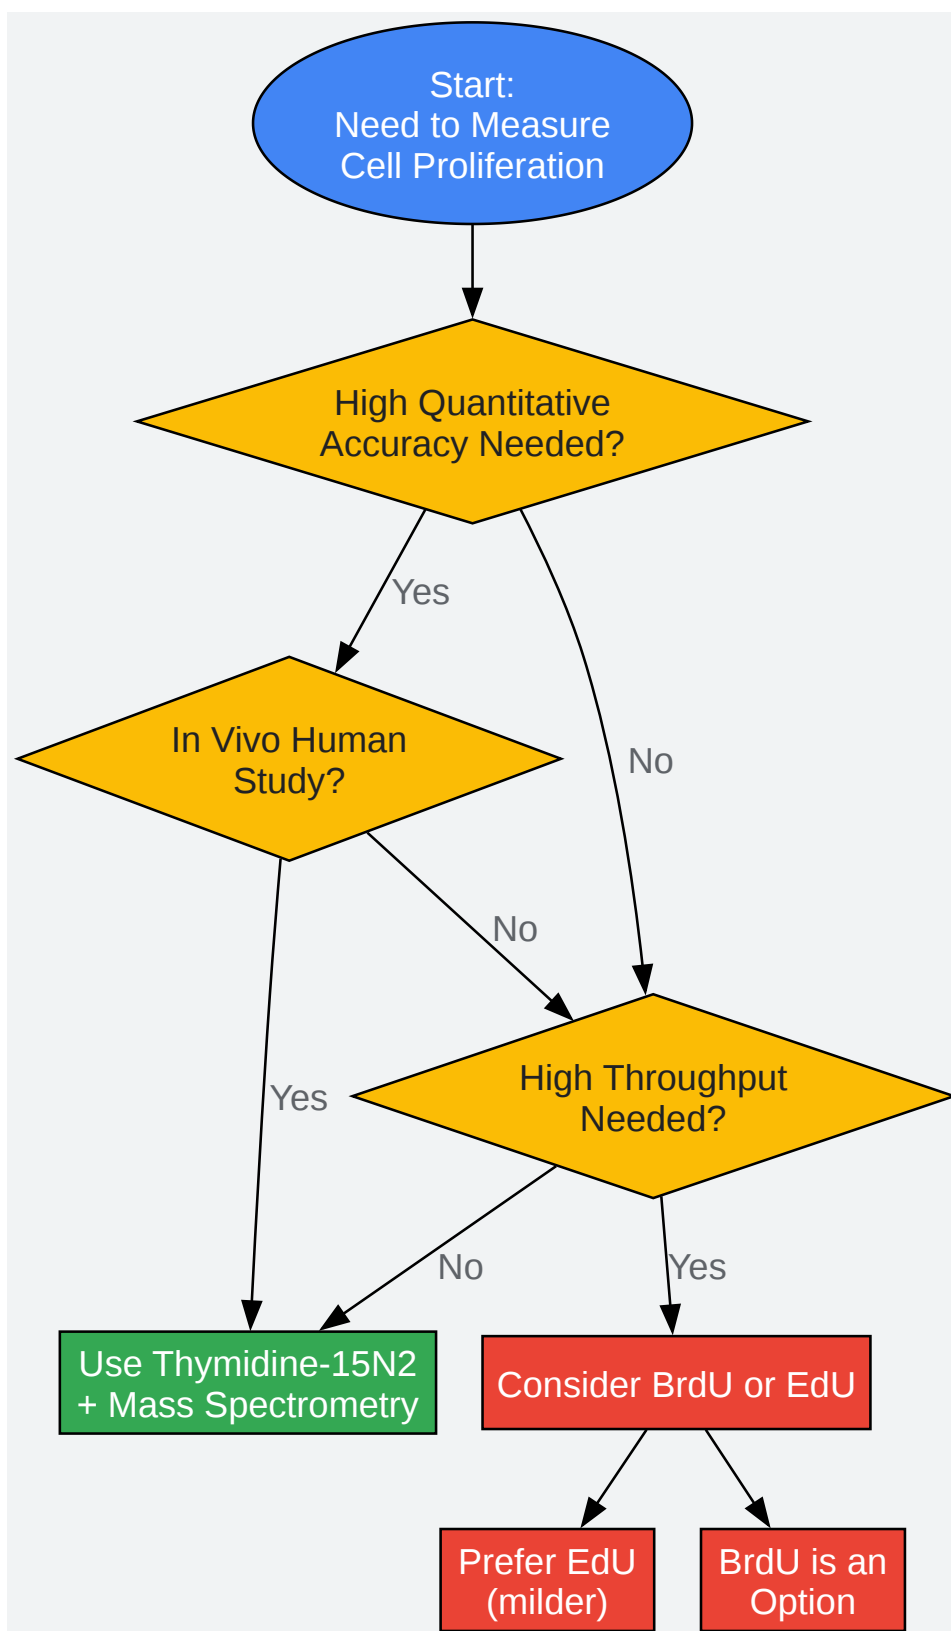 Start:
Need to Measure
Cell Proliferation
High Quantitative
Accuracy Needed?
Yes
No
In Vivo Human
Study?
No
Yes
High Throughput
Needed?
No
Yes
Use Thymidine-15N2
+ Mass Spectrometry
Consider BrdU or EdU
Prefer EdU
(milder)
BrdU is an
Option